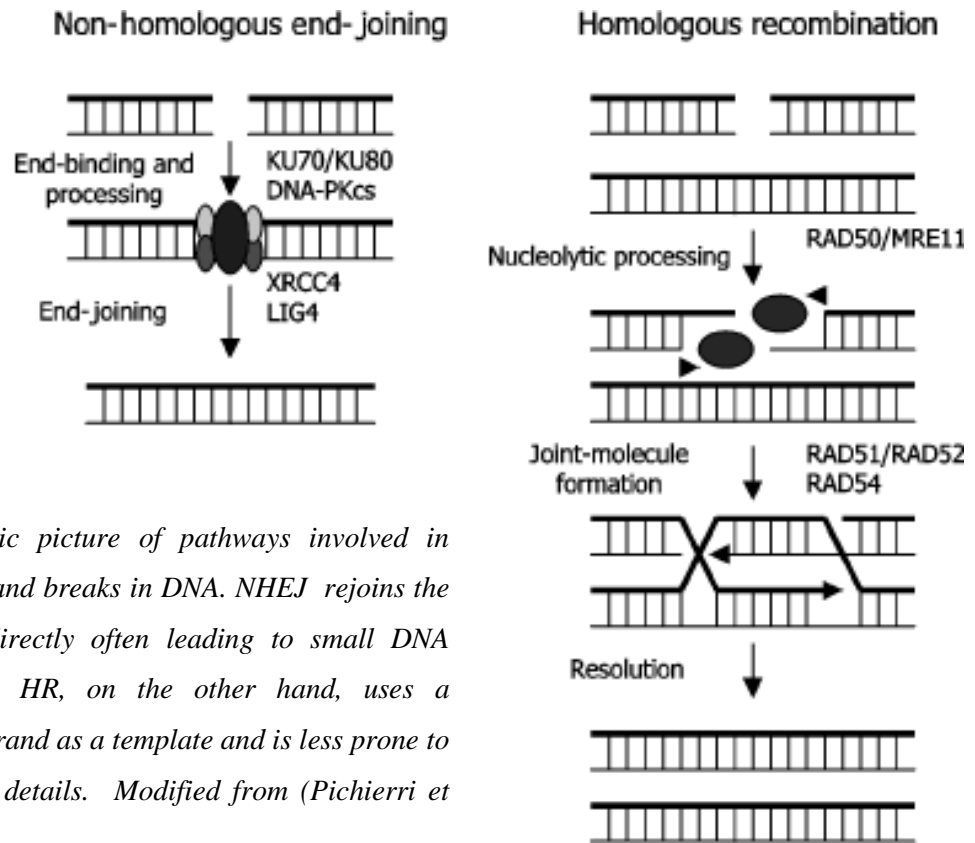 Non-homologous end-joining
End-binding and
processing
KU70/KU80
DNA-PKcs
XRCC4
LIG4
End-joining
ic picture of pathways involved in
and breaks in DNA. NHEJ rejoins the
irectly often leading to small DNA
HR, on the other hand, uses a
rand as a template and is less prone to
details. Modified from (Pichierri et
Homologous recombination
RAD50/MRE11
Nucleolytic processing
Joint-molecule
formation
RAD51/RAD52
RAD54
Resolution